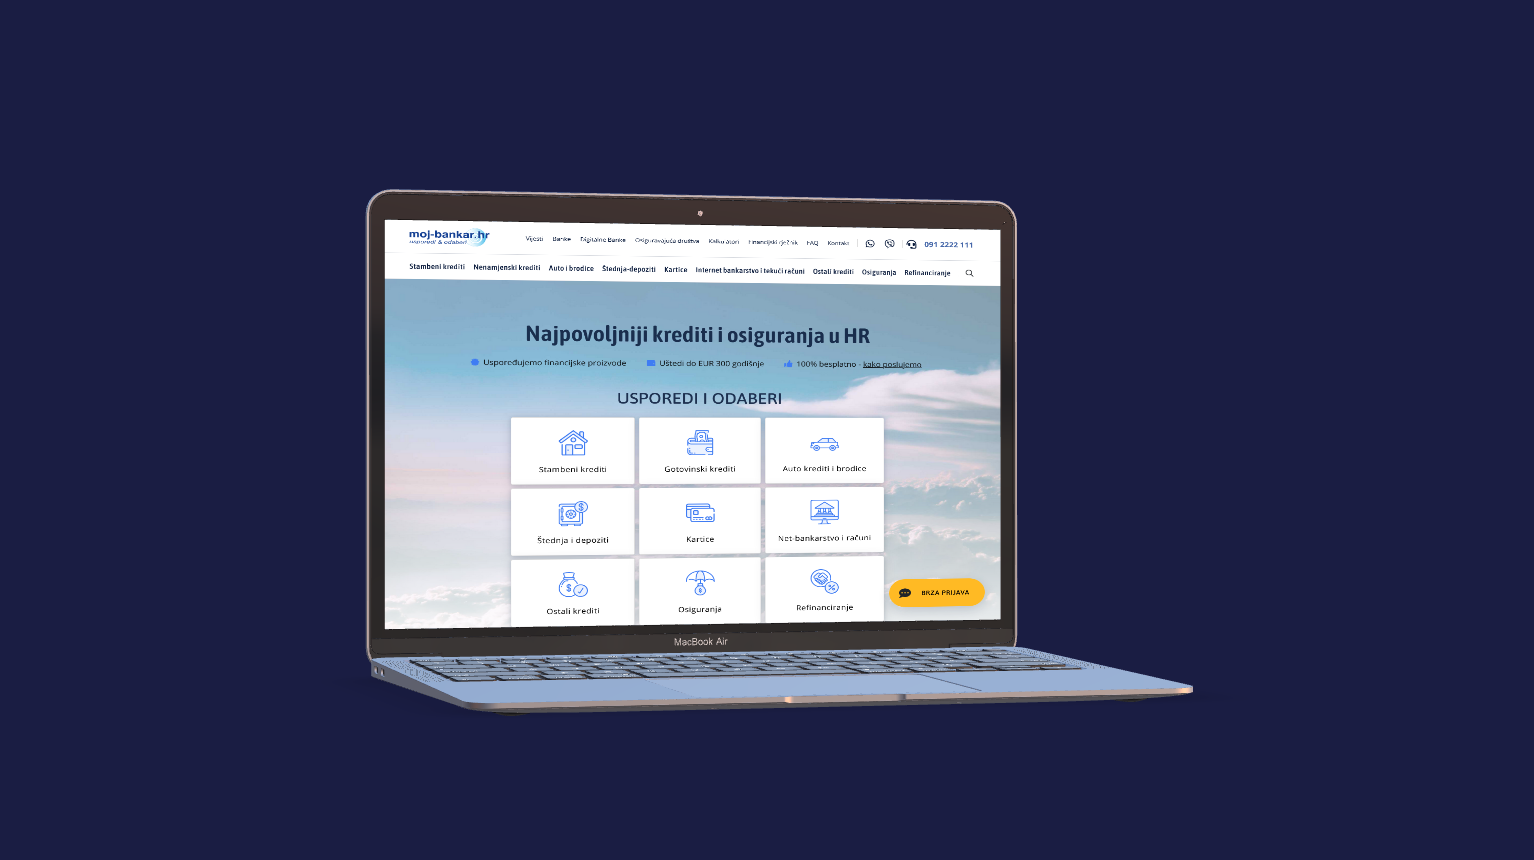 moj-bankar.hr
usporedi & odaberi
Vijesti Banke Digitalne Banke Osiguravajuća društva Kalkulatori Financijski rječnik FAQ Kontakt 091 2222 111
Stambeni krediti Nenamjenski krediti Auto i brodice Štednja-depoziti Kartice Internet bankarstvo i tekući računi Ostali krediti Osiguranja Refinanciranje
Najpovoljniji krediti i osiguranja u HR
Uspoređujemo financijske proizvode Uštedi do EUR 300 godišnje 100% besplatno - kako poslujemo
USPOREDI I ODABERI
Stambeni krediti Gotovinski krediti Auto krediti i brodice
Štednja i depoziti Kartice Net-bankarstvo i računi
Ostali krediti Osiguranja Refinanciranje
BRZA PRIJAVA
MacBook Air